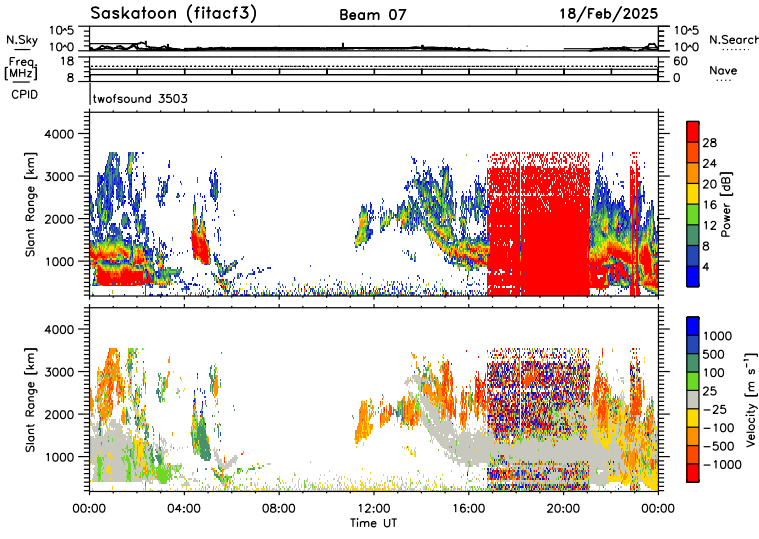 Saskatoon (fitacf3) Beam 07 18/Feb/2025
N.Sky 10^5 10^0 10^5 10^0 N.Search
Freq. [MHz] 18 8 60 0 Nave
CPID twofsound 3503
Slant Range [km] 4000 3000 2000 1000
28 24 20 16 12 8 4 Power [dB]
Slant Range [km] 4000 3000 2000 1000
1000 500 100 25 -25 -100 -500 -1000 Velocity [m s^-1]
00:00 04:00 08:00 12:00 16:00 20:00 00:00
Time UT